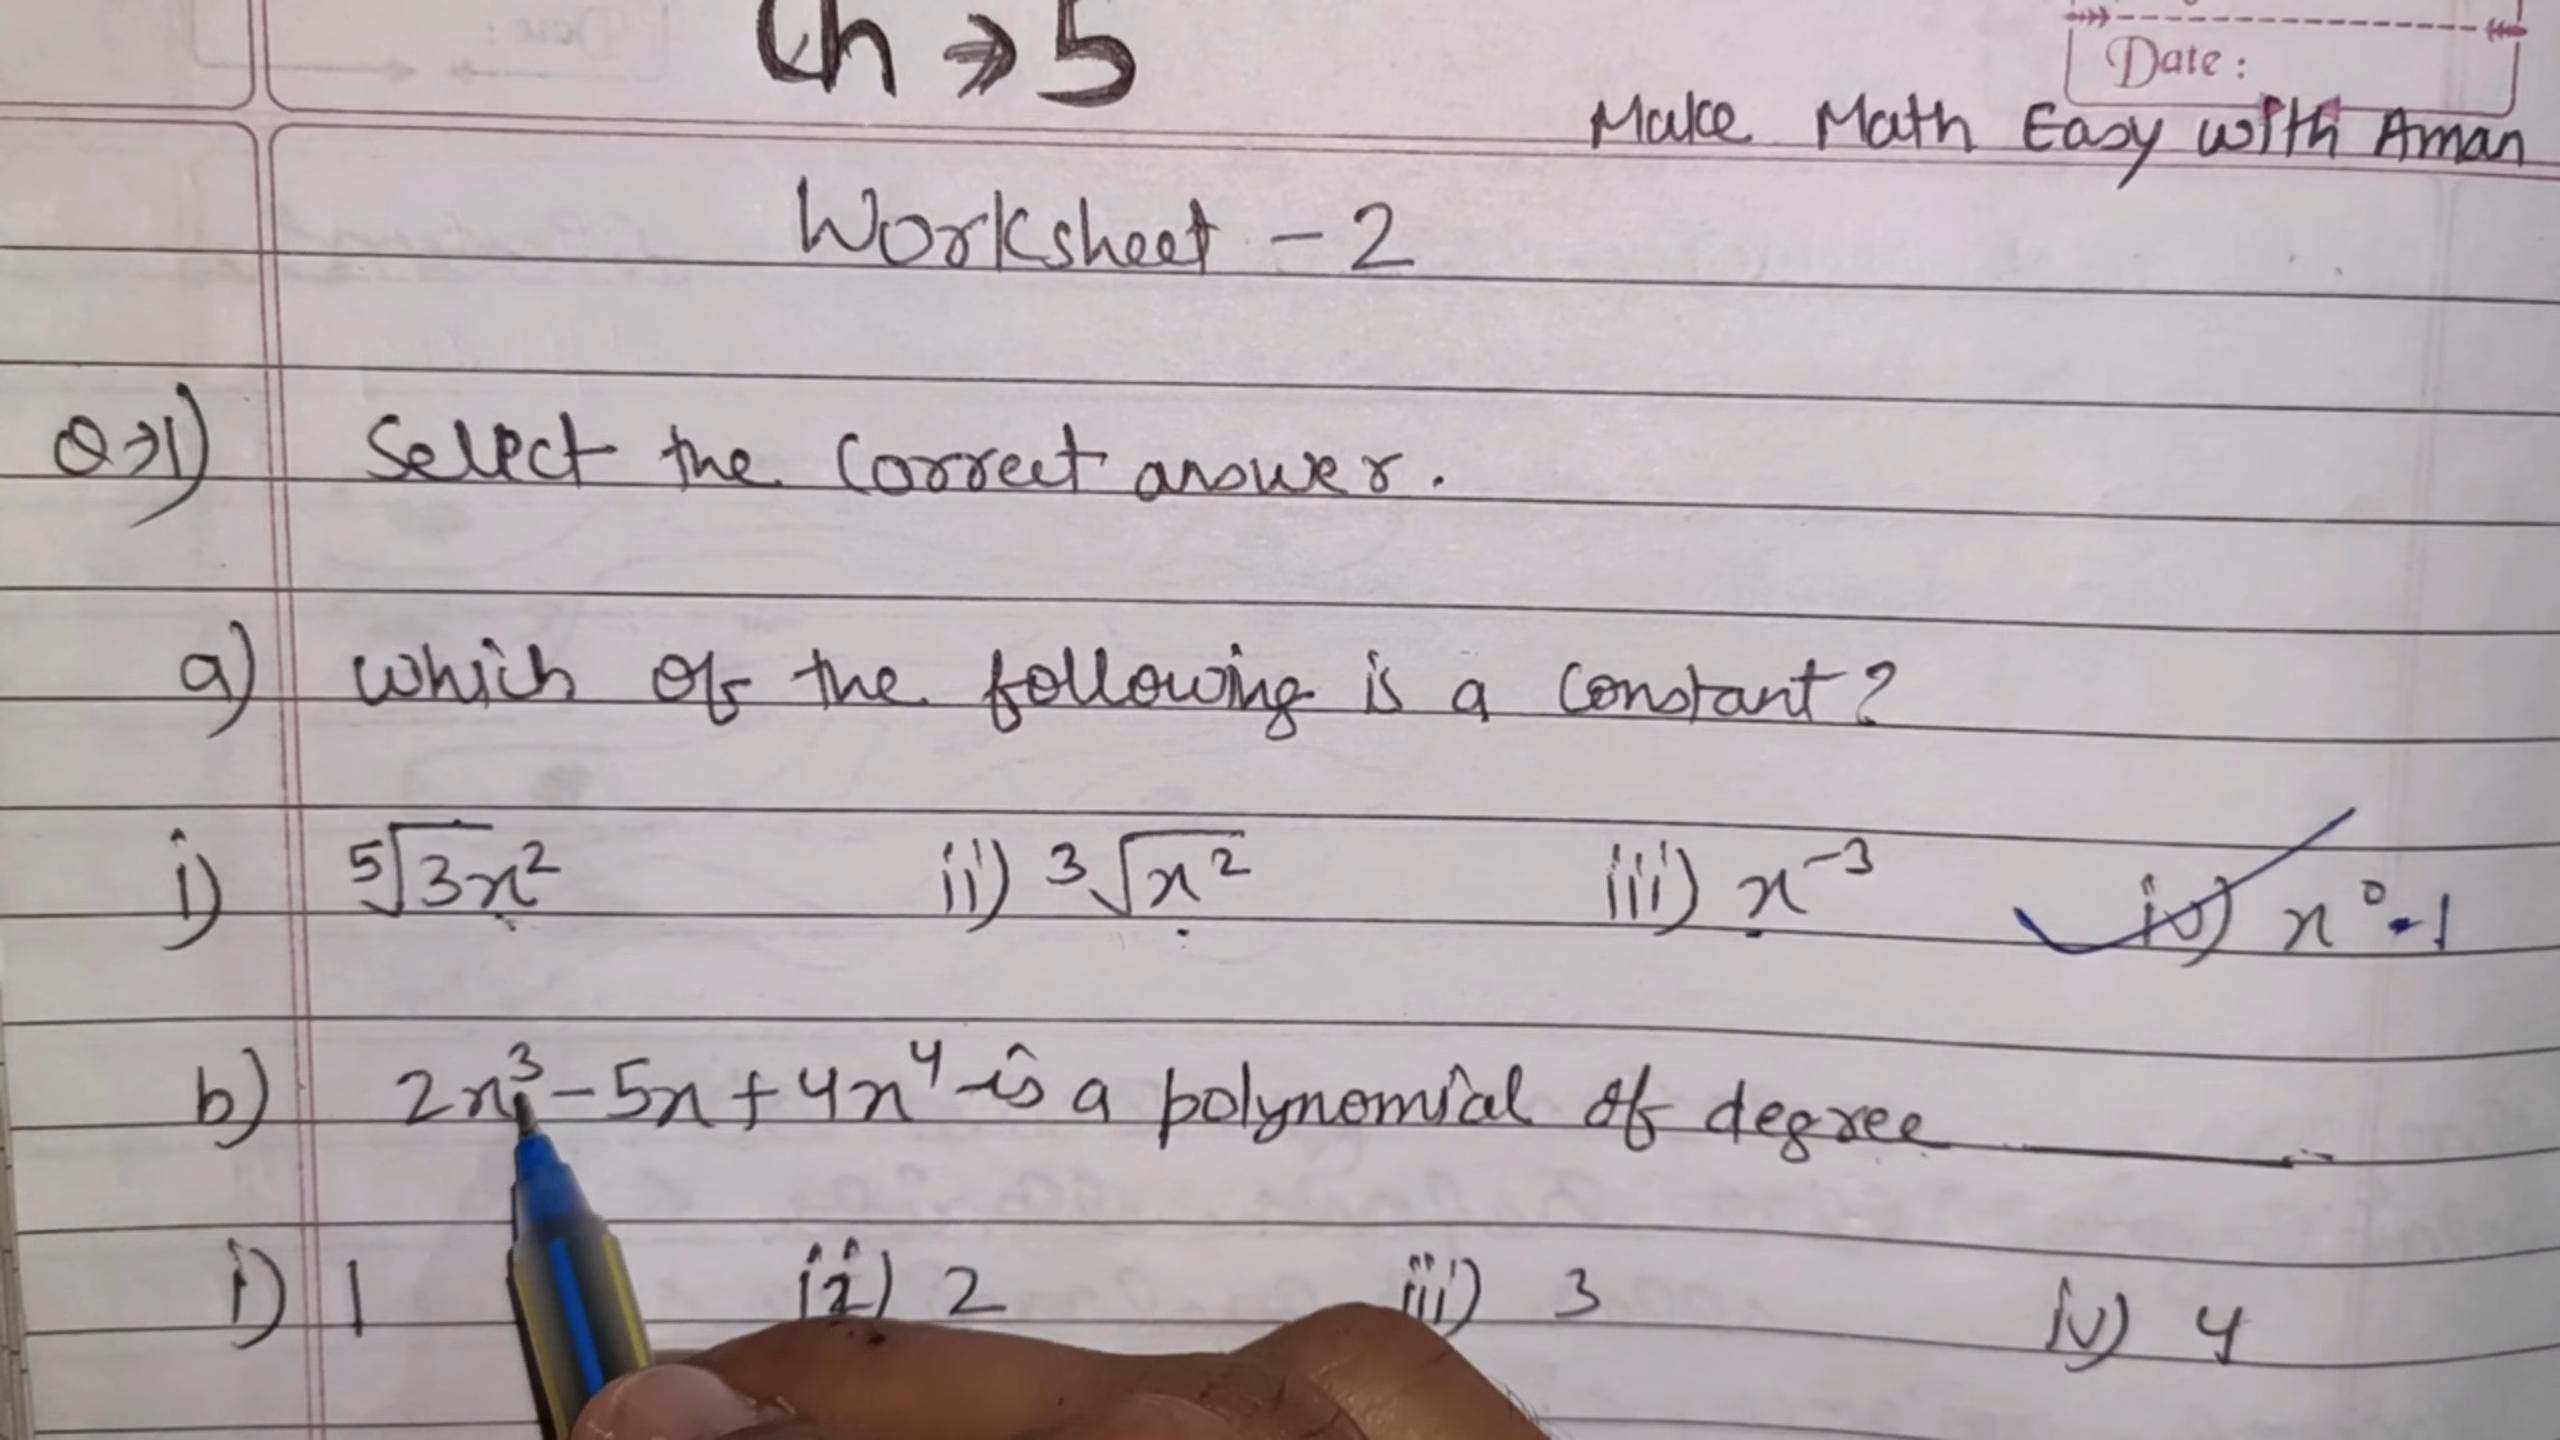 Ch → 5
Date :
Make Math Easy with Aman
Worksheet - 2
Q→1) Select the correct answer.
a) Which of the following is a constant?
i) ⁵√3x² ii) ³√x² iii) x⁻³ iv) x⁰ - 1
b) 2x³ - 5x + 4x⁴ is a polynomial of degree ______
i) 1 ii) 2 iii) 3 iv) 4